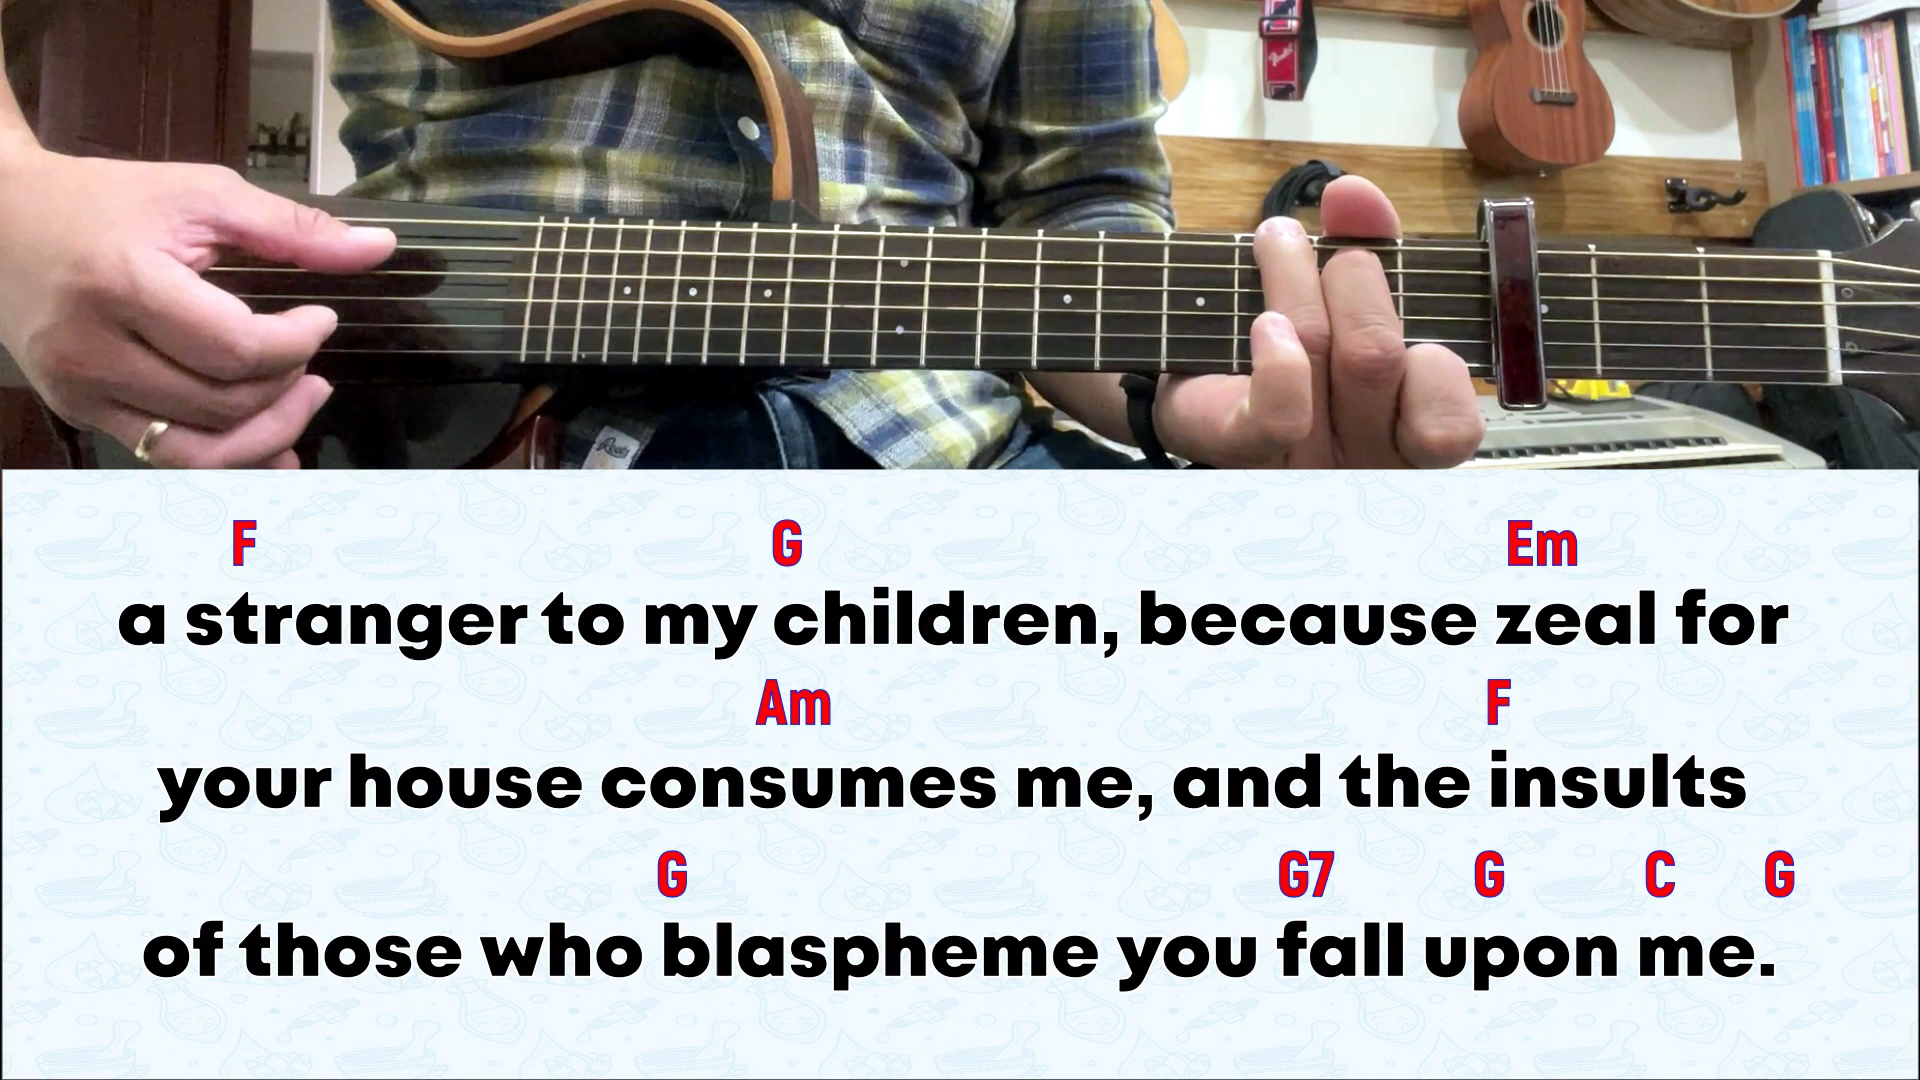 F G Em
a stranger to my children, because zeal for
Am F
your house consumes me, and the insults
G G7 G C G
of those who blaspheme you fall upon me.